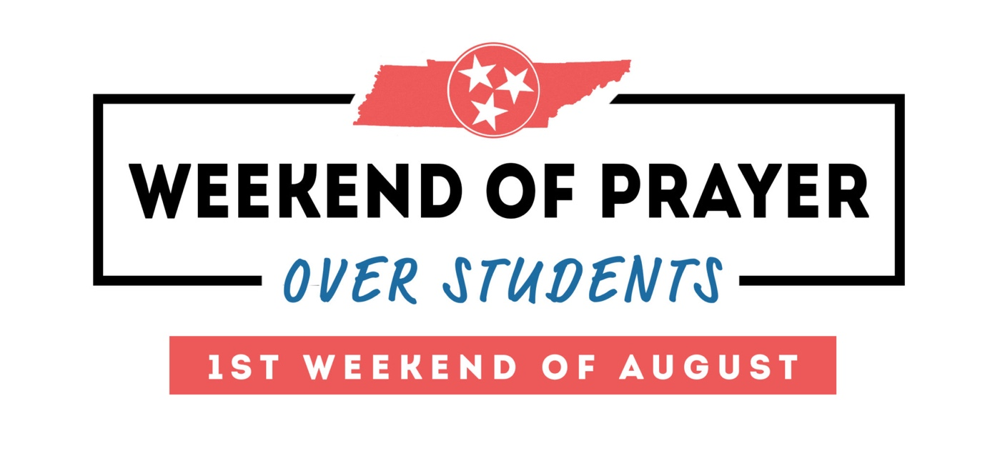 WEEKEND OF PRAYER
OVER STUDENTS
1ST WEEKEND OF AUGUST